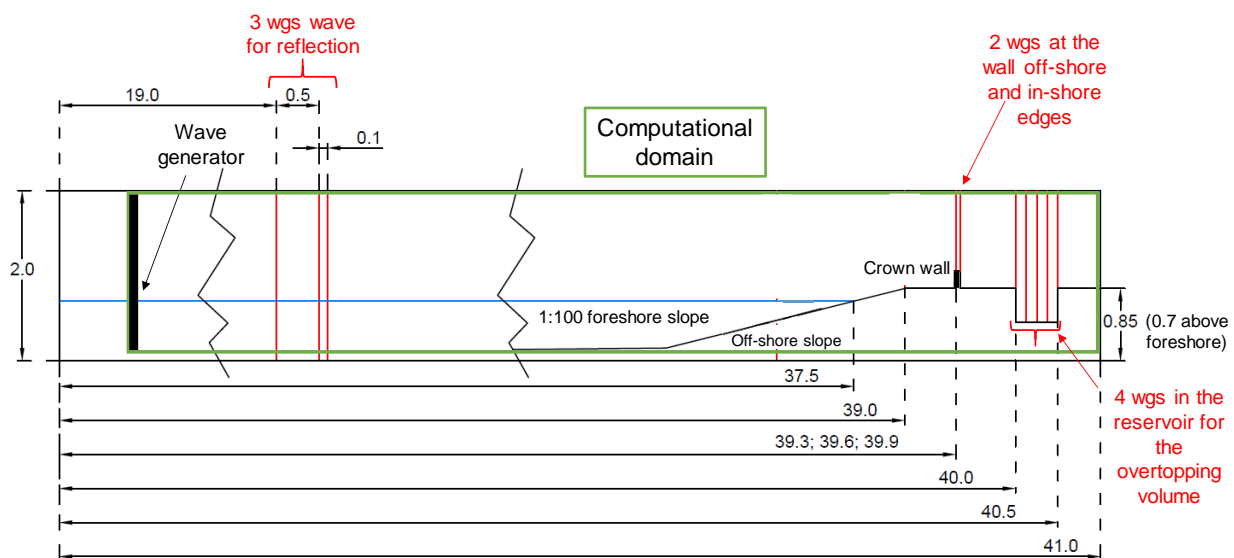 3 wgs wave
for reflection
2 wgs at the
wall off-shore
and in-shore
edges
19.0
0.5
Wave
generator
0.1
Computational
domain
2.0
Crown wall
1:100 foreshore slope
Off-shore slope
0.85 (0.7 above
foreshore)
37.5
39.0
39.3; 39.6; 39.9
40.0
40.5
41.0
4 wgs in the
reservoir for
the
overtopping
volume